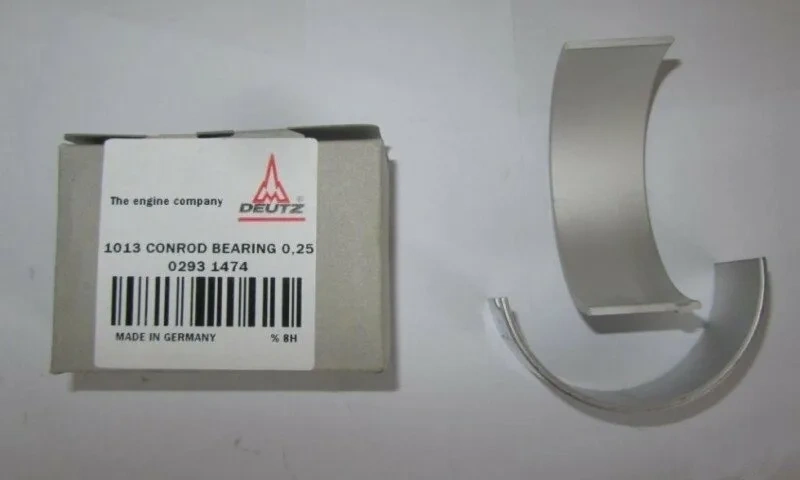 The engine company
DEUTZ®
1013 CONROD BEARING 0,25
0293 1474
MADE IN GERMANY % 8H